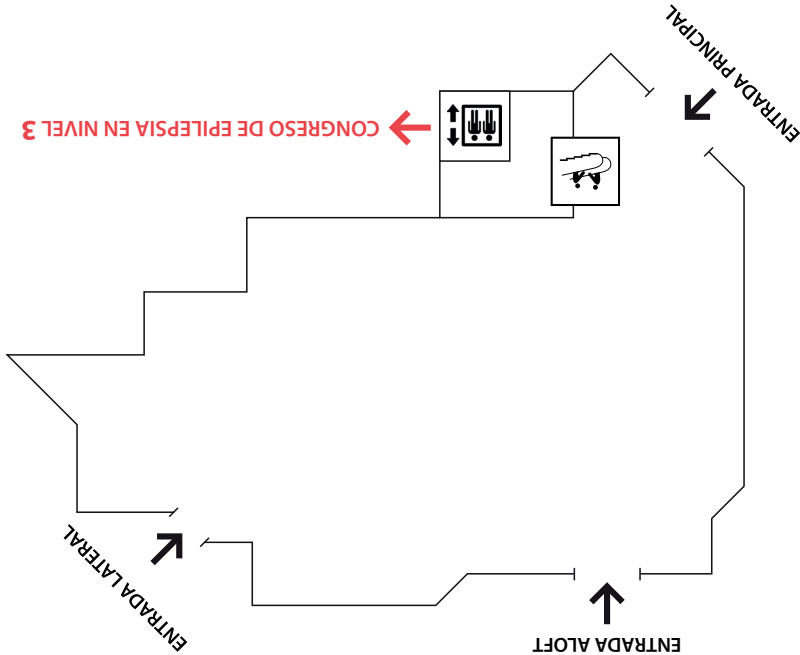 ENTRADA ALOFT
ENTRADA LATERAL
CONGRESO DE EPILEPSIA EN NIVEL 3
ENTRADA PRINCIPAL